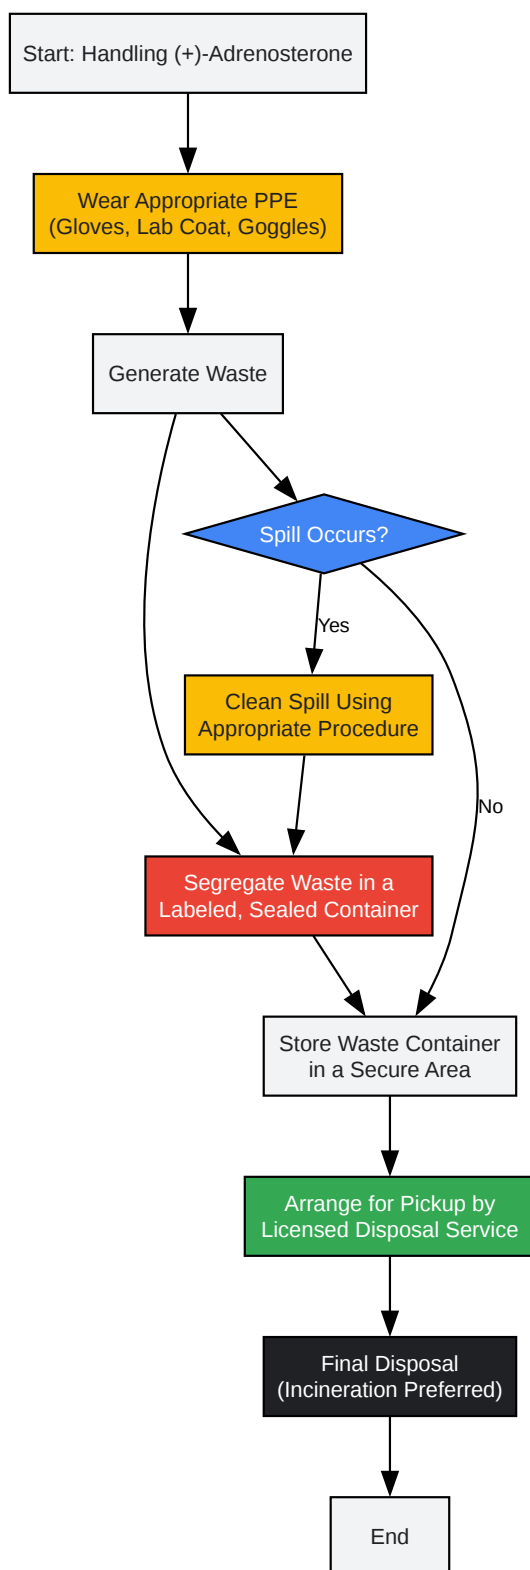 Start: Handling (+)-Adrenosterone
Wear Appropriate PPE
(Gloves, Lab Coat, Goggles)
Generate Waste
Spill Occurs?
Yes
Clean Spill Using
Appropriate Procedure
No
Segregate Waste in a
Labeled, Sealed Container
Store Waste Container
in a Secure Area
Arrange for Pickup by
Licensed Disposal Service
Final Disposal
(Incineration Preferred)
End